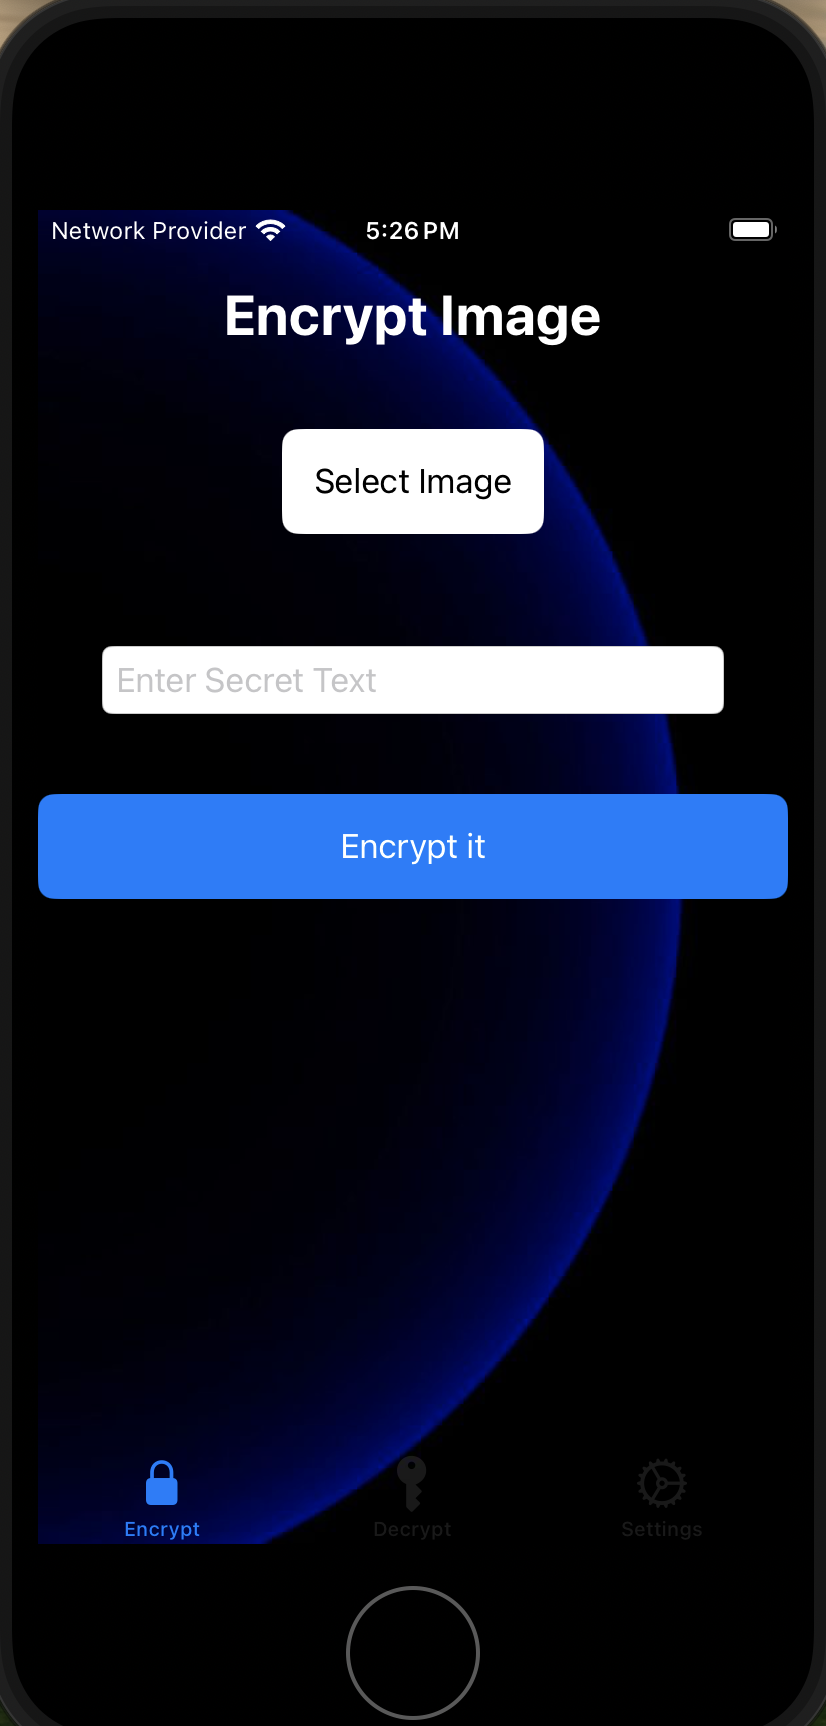 Network Provider 5:26 PM
Encrypt Image
Select Image
Enter Secret Text
Encrypt it
Encrypt Decrypt Settings